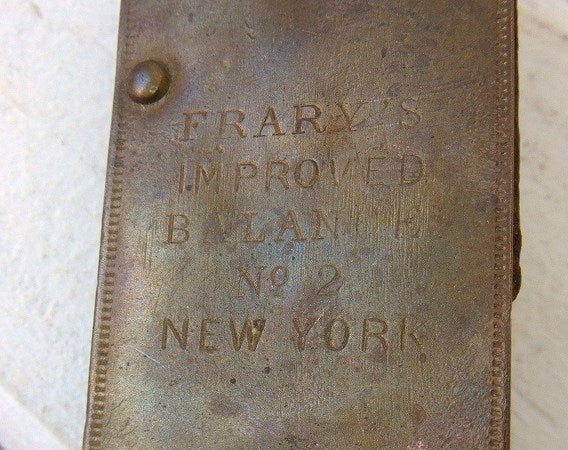 FRARY'S
IMPROVED
BALANCE
No 2
NEW YORK